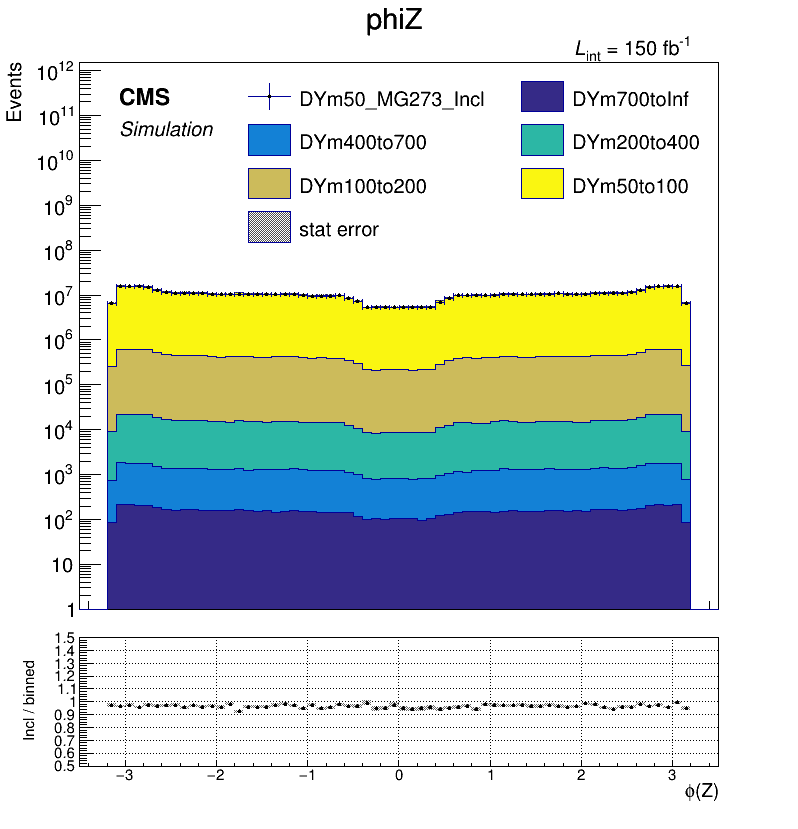 phiZ
L_int = 150 fb^-1
Events
10^12
10^11
10^10
10^9
10^8
10^7
10^6
10^5
10^4
10^3
10^2
10
1
CMS
Simulation
DYm50_MG273_Incl
DYm700toInf
DYm400to700
DYm200to400
DYm100to200
DYm50to100
stat error
Incl / binned
1.5
1.4
1.3
1.2
1.1
1
0.9
0.8
0.7
0.6
0.5
−3 −2 −1 0 1 2 3
ϕ(Z)